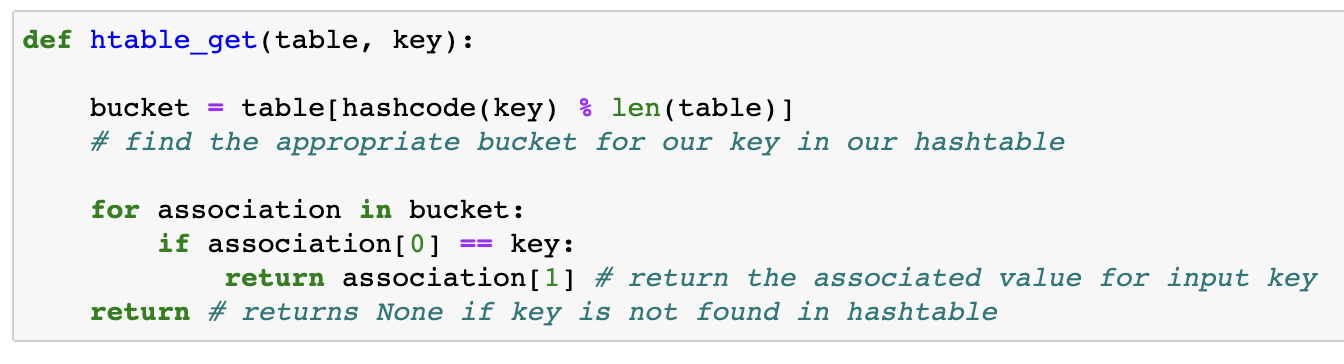 def htable_get(table, key):
    bucket = table[hashcode(key) % len(table)]
    # find the appropriate bucket for our key in our hashtable
    for association in bucket:
        if association[0] == key:
            return association[1] # return the associated value for input key
    return # returns None if key is not found in hashtable